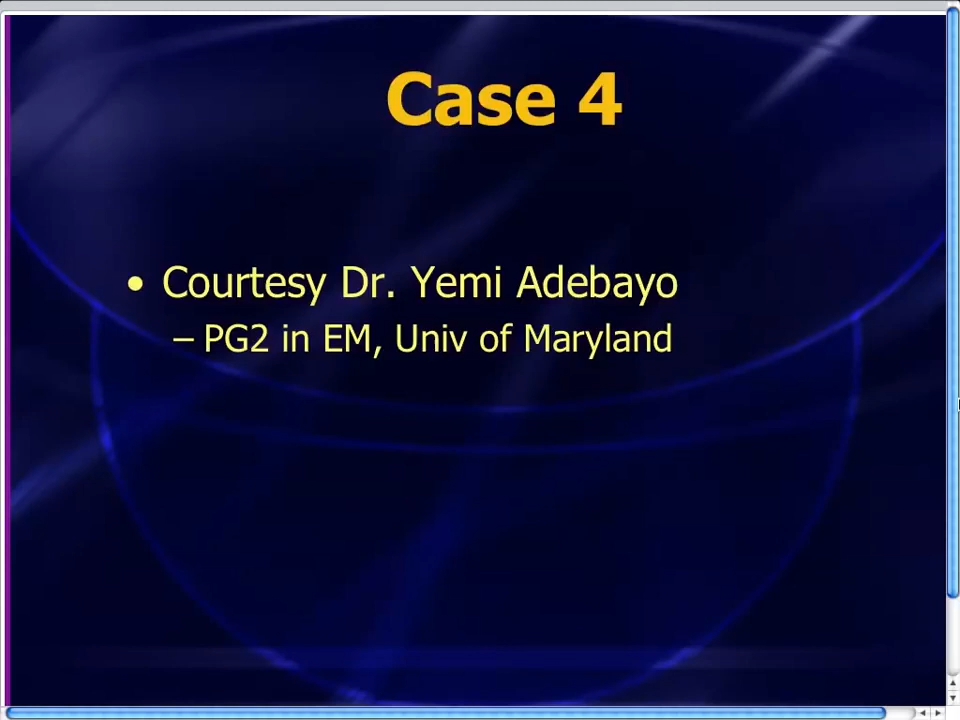 Case 4
• Courtesy Dr. Yemi Adebayo
– PG2 in EM, Univ of Maryland